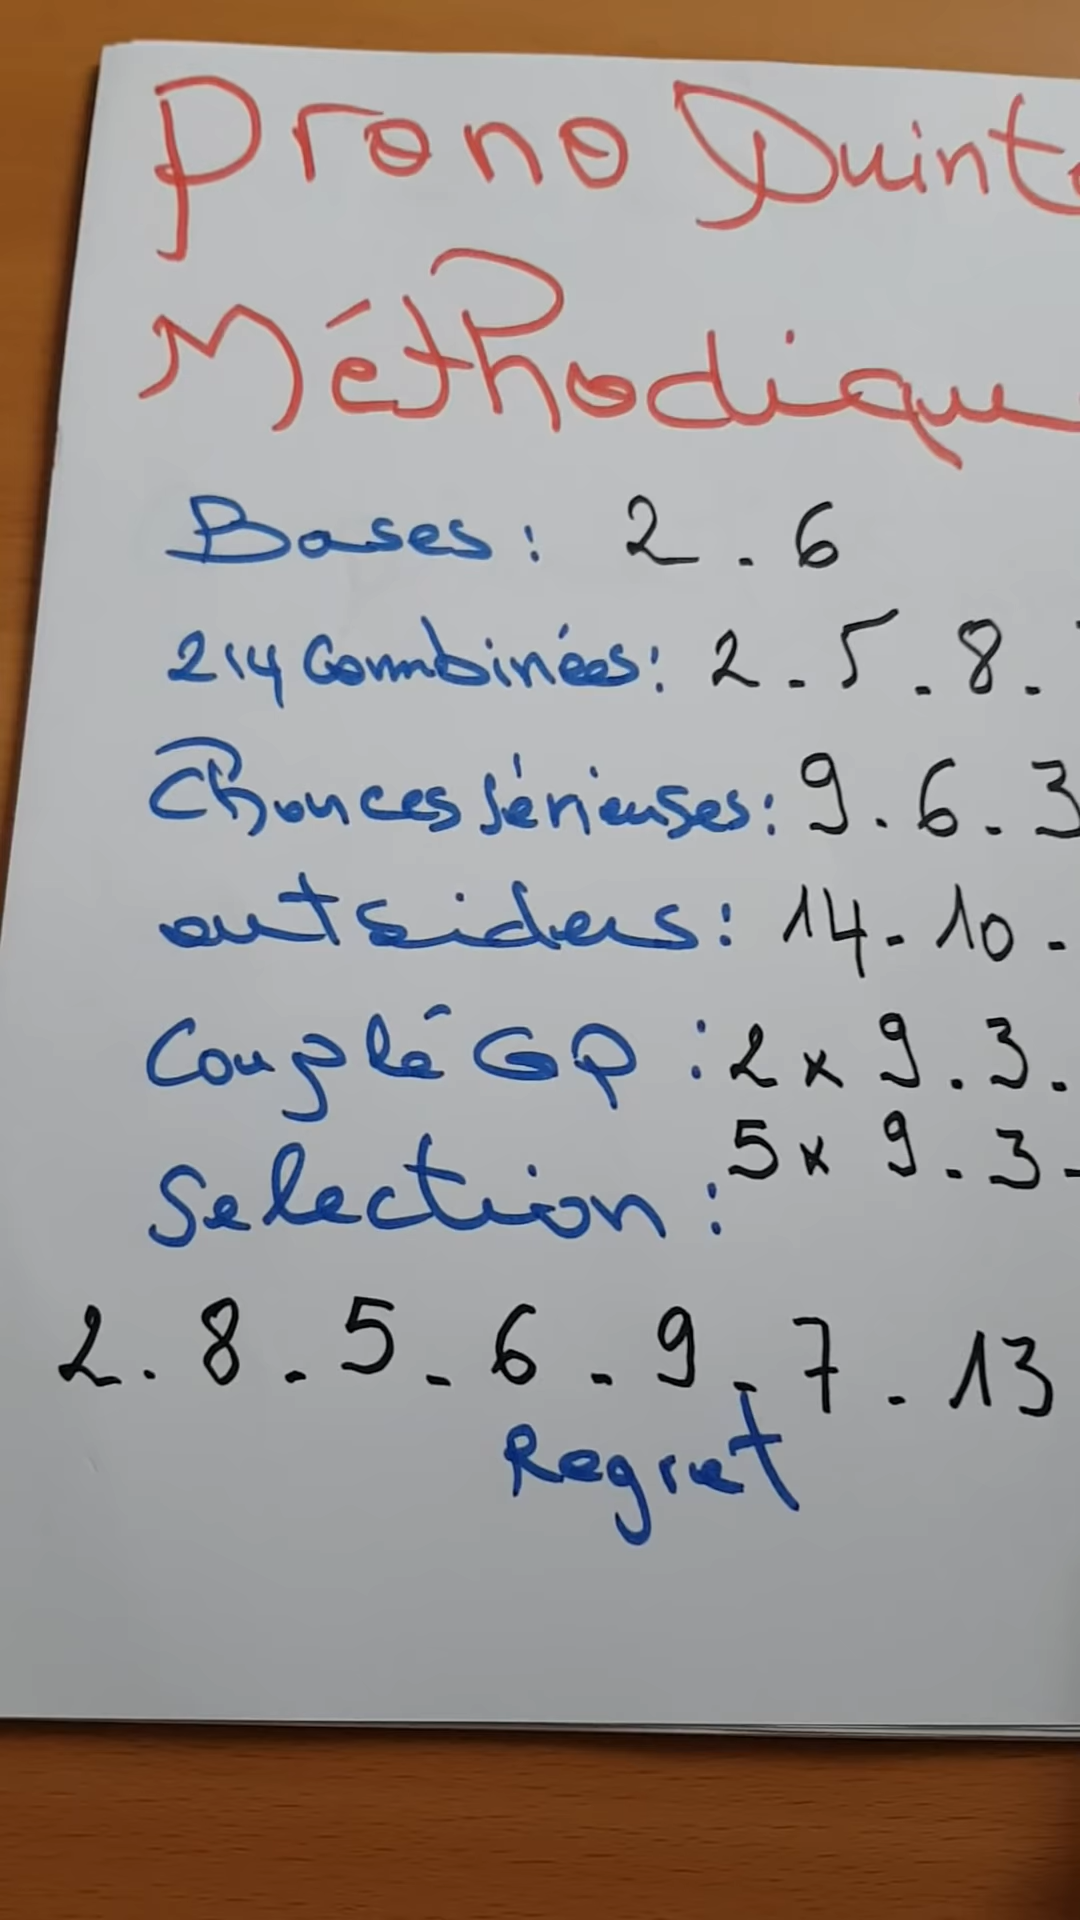 Prono Quinté
Méthodique
Bases: 2 . 6
2/4 Combinées: 2 . 5 . 8 .
Chances sérieuses: 9 . 6 . 3
outsiders: 14 . 10 .
Couplé GP : 2 x 9 . 3 .
5 x 9 . 3 .
Selection :
2 . 8 . 5 . 6 . 9 . 7 . 13
Regret